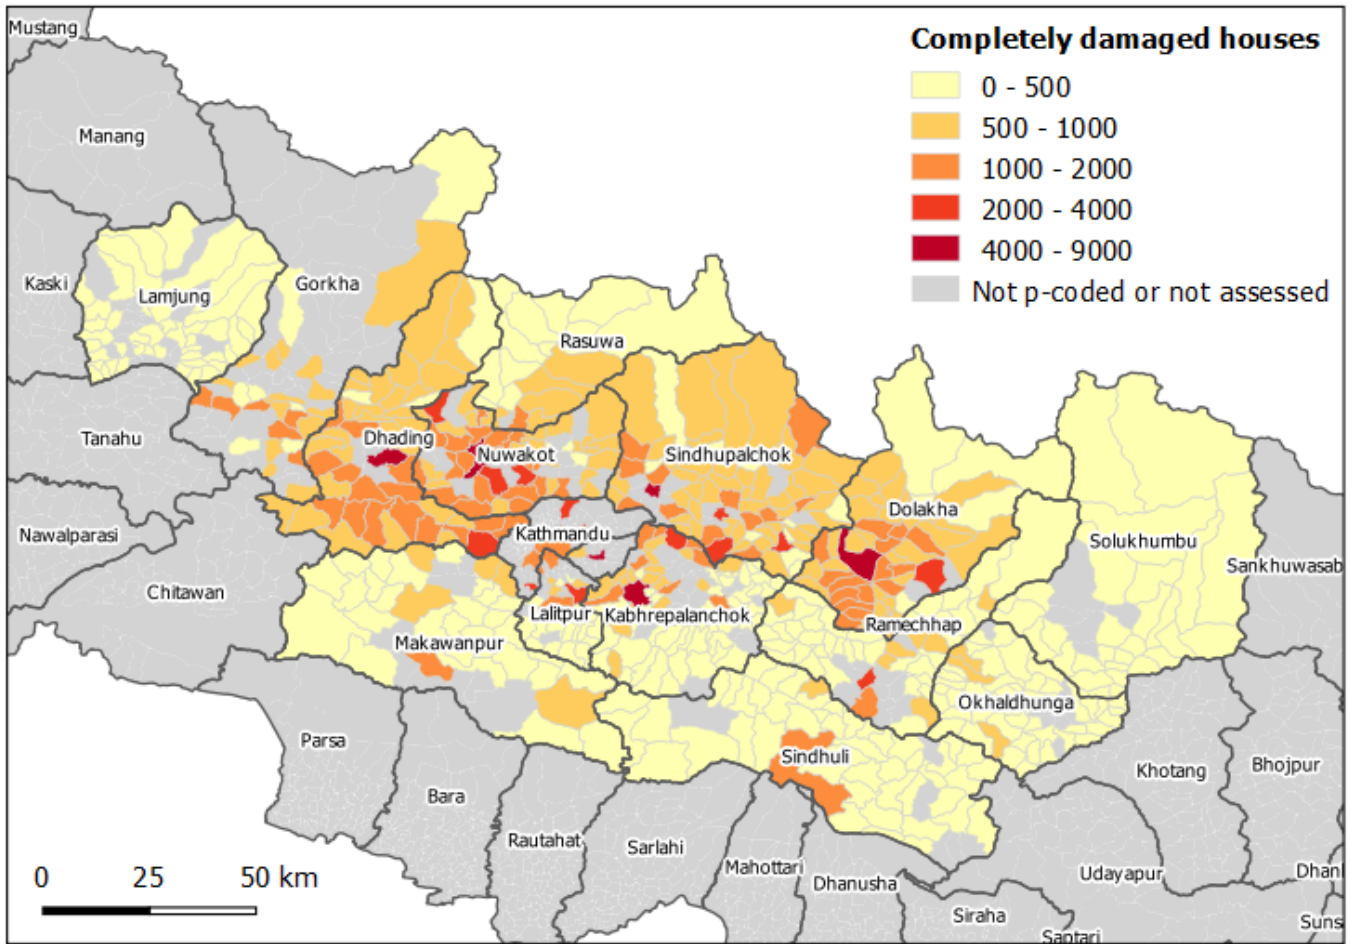 Mustang
Completely damaged houses
0 - 500
500 - 1000
1000 - 2000
2000 - 4000
4000 - 9000
Not p-coded or not assessed
Manang
Kaski
Lamjung
Gorkha
Rasuwa
Tanahu
Dhading
Nuwakot
Sindhupalchok
Dolakha
Nawalparasi
Kathmandu
Solukhumbu
Sankhuwasab
Chitawan
Lalitpur
Kabhrepalanchok
Ramechhap
Makawanpur
Okhaldhunga
Parsa
Sindhuli
Khotang
Bhojpur
Bara
Rautahat
Sarlahi
Mahottari
Dhanusha
Udayapur
Dhanl
Siraha
Suns
Saptari
0 25 50 km